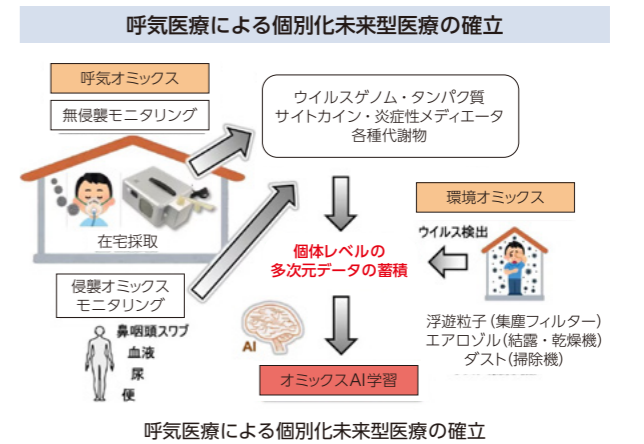 呼気医療による個別化未来型医療の確立
呼気オミックス
無侵襲モニタリング
在宅採取
ウイルスゲノム・タンパク質
サイトカイン・炎症性メディエータ
各種代謝物
環境オミックス
ウイルス検出
個体レベルの
多次元データの蓄積
侵襲オミックス
モニタリング
鼻咽頭スワブ
血液
尿
便
浮遊粒子(集塵フィルター)
エアロゾル(結露・乾燥機)
ダスト(掃除機)
AI
オミックスAI学習
呼気医療による個別化未来型医療の確立